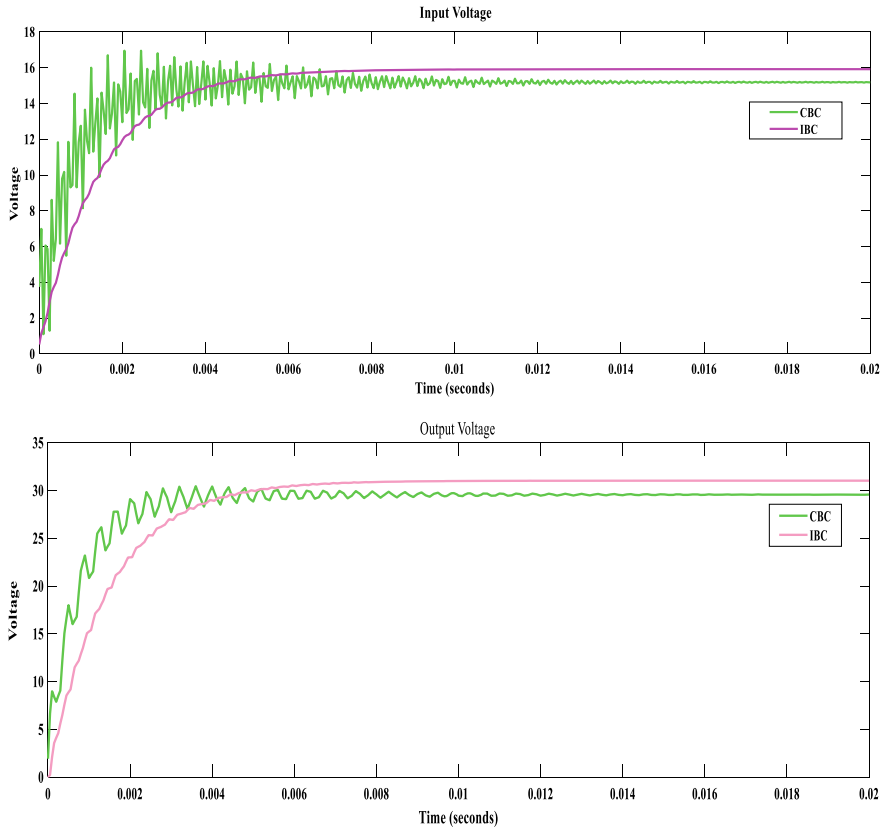 Input Voltage
18
16
14
12
10
8
6
4
2
0
Voltage
CBC
IBC
0 0.002 0.004 0.006 0.008 0.01 0.012 0.014 0.016 0.018 0.02
Time (seconds)
Output Voltage
35
30
25
20
15
10
5
0
Voltage
CBC
IBC
0 0.002 0.004 0.006 0.008 0.01 0.012 0.014 0.016 0.018 0.02
Time (seconds)